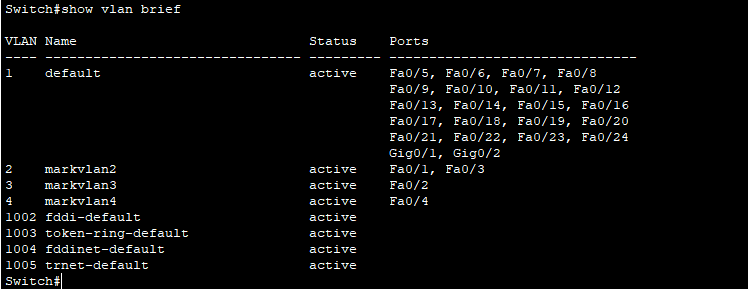 Switch#show vlan brief
VLAN Name                             Status    Ports
---- -------------------------------- --------- -------------------------------
1    default                          active    Fa0/5, Fa0/6, Fa0/7, Fa0/8
                                                Fa0/9, Fa0/10, Fa0/11, Fa0/12
                                                Fa0/13, Fa0/14, Fa0/15, Fa0/16
                                                Fa0/17, Fa0/18, Fa0/19, Fa0/20
                                                Fa0/21, Fa0/22, Fa0/23, Fa0/24
                                                Gig0/1, Gig0/2
2    markvlan2                        active    Fa0/1, Fa0/3
3    markvlan3                        active    Fa0/2
4    markvlan4                        active    Fa0/4
1002 fddi-default                     active
1003 token-ring-default               active
1004 fddinet-default                  active
1005 trnet-default                    active
Switch#